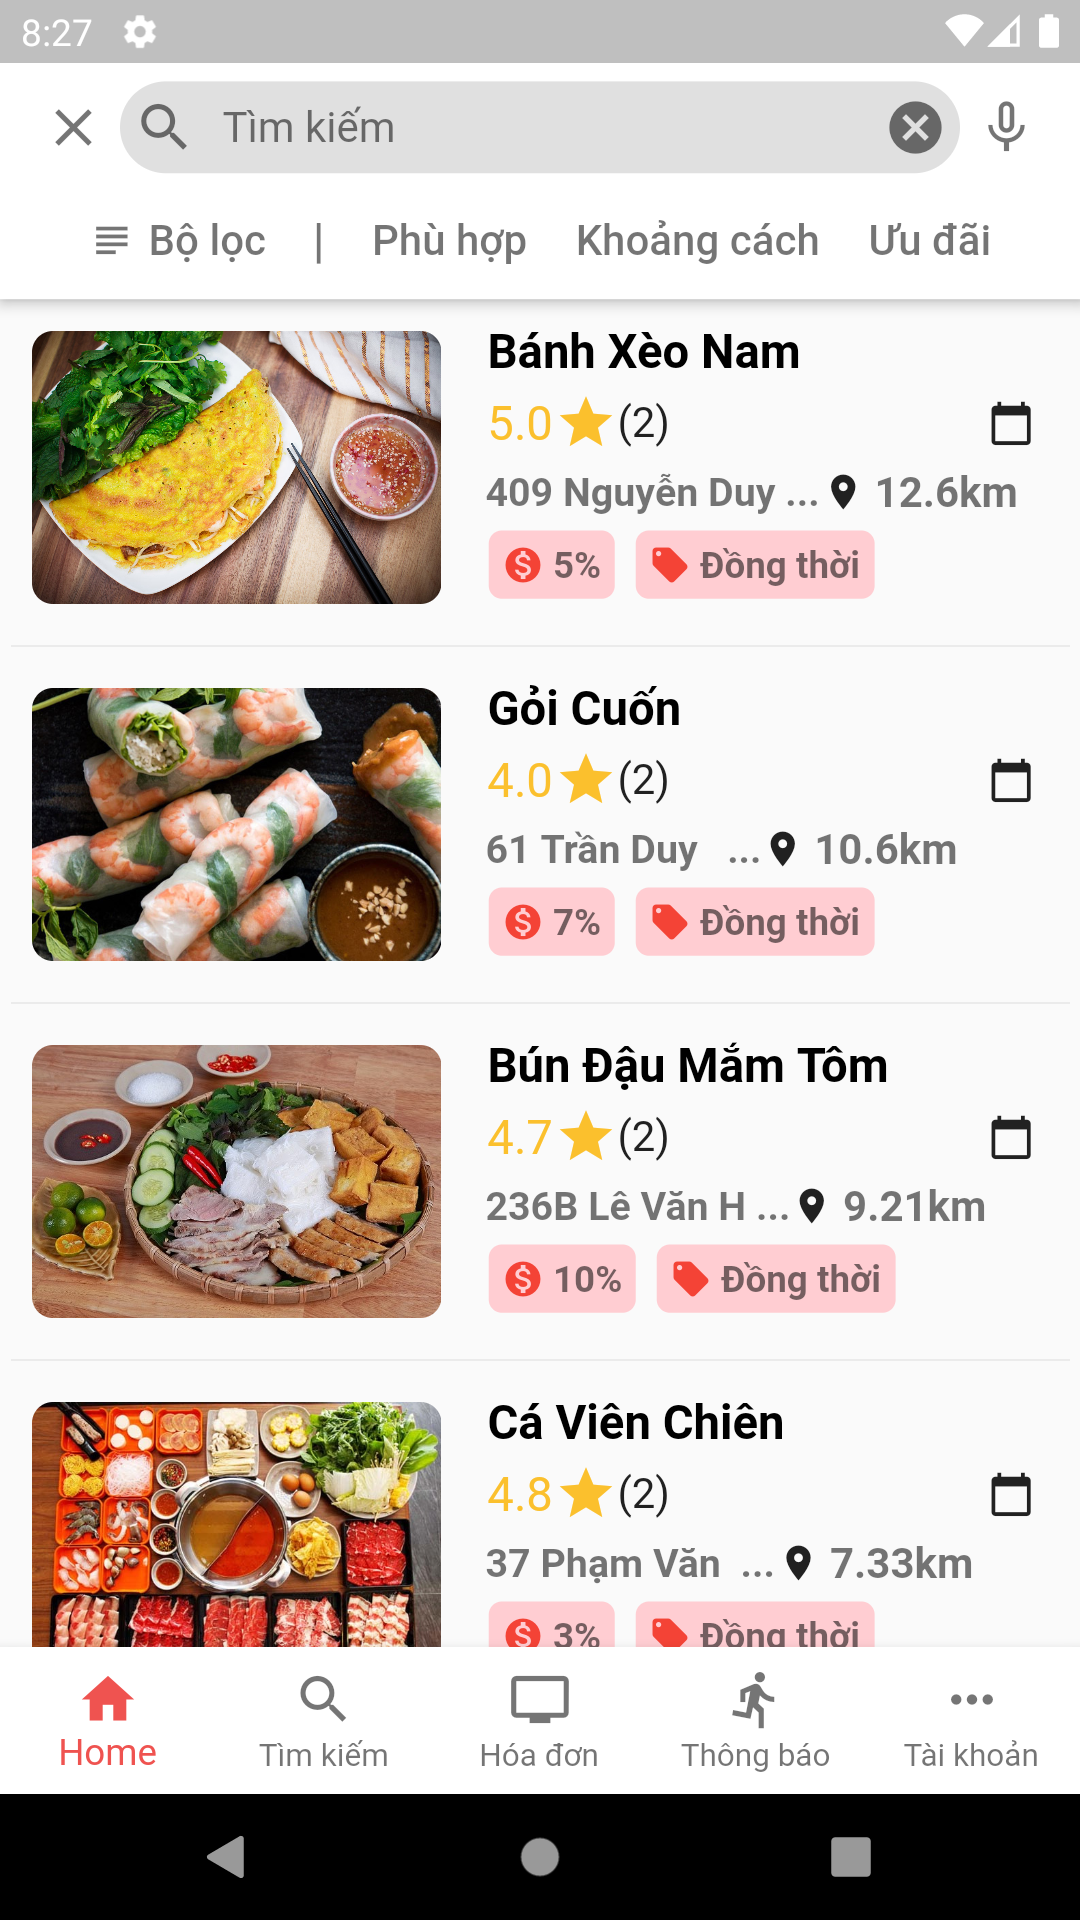 8:27
Tìm kiếm
Bộ lọc | Phù hợp Khoảng cách Ưu đãi
Bánh Xèo Nam
5.0 (2)
409 Nguyễn Duy ... 12.6km
5% Đồng thời
Gỏi Cuốn
4.0 (2)
61 Trần Duy ... 10.6km
7% Đồng thời
Bún Đậu Mắm Tôm
4.7 (2)
236B Lê Văn H ... 9.21km
10% Đồng thời
Cá Viên Chiên
4.8 (2)
37 Phạm Văn ... 7.33km
3% Đồng thời
Home Tìm kiếm Hóa đơn Thông báo Tài khoản